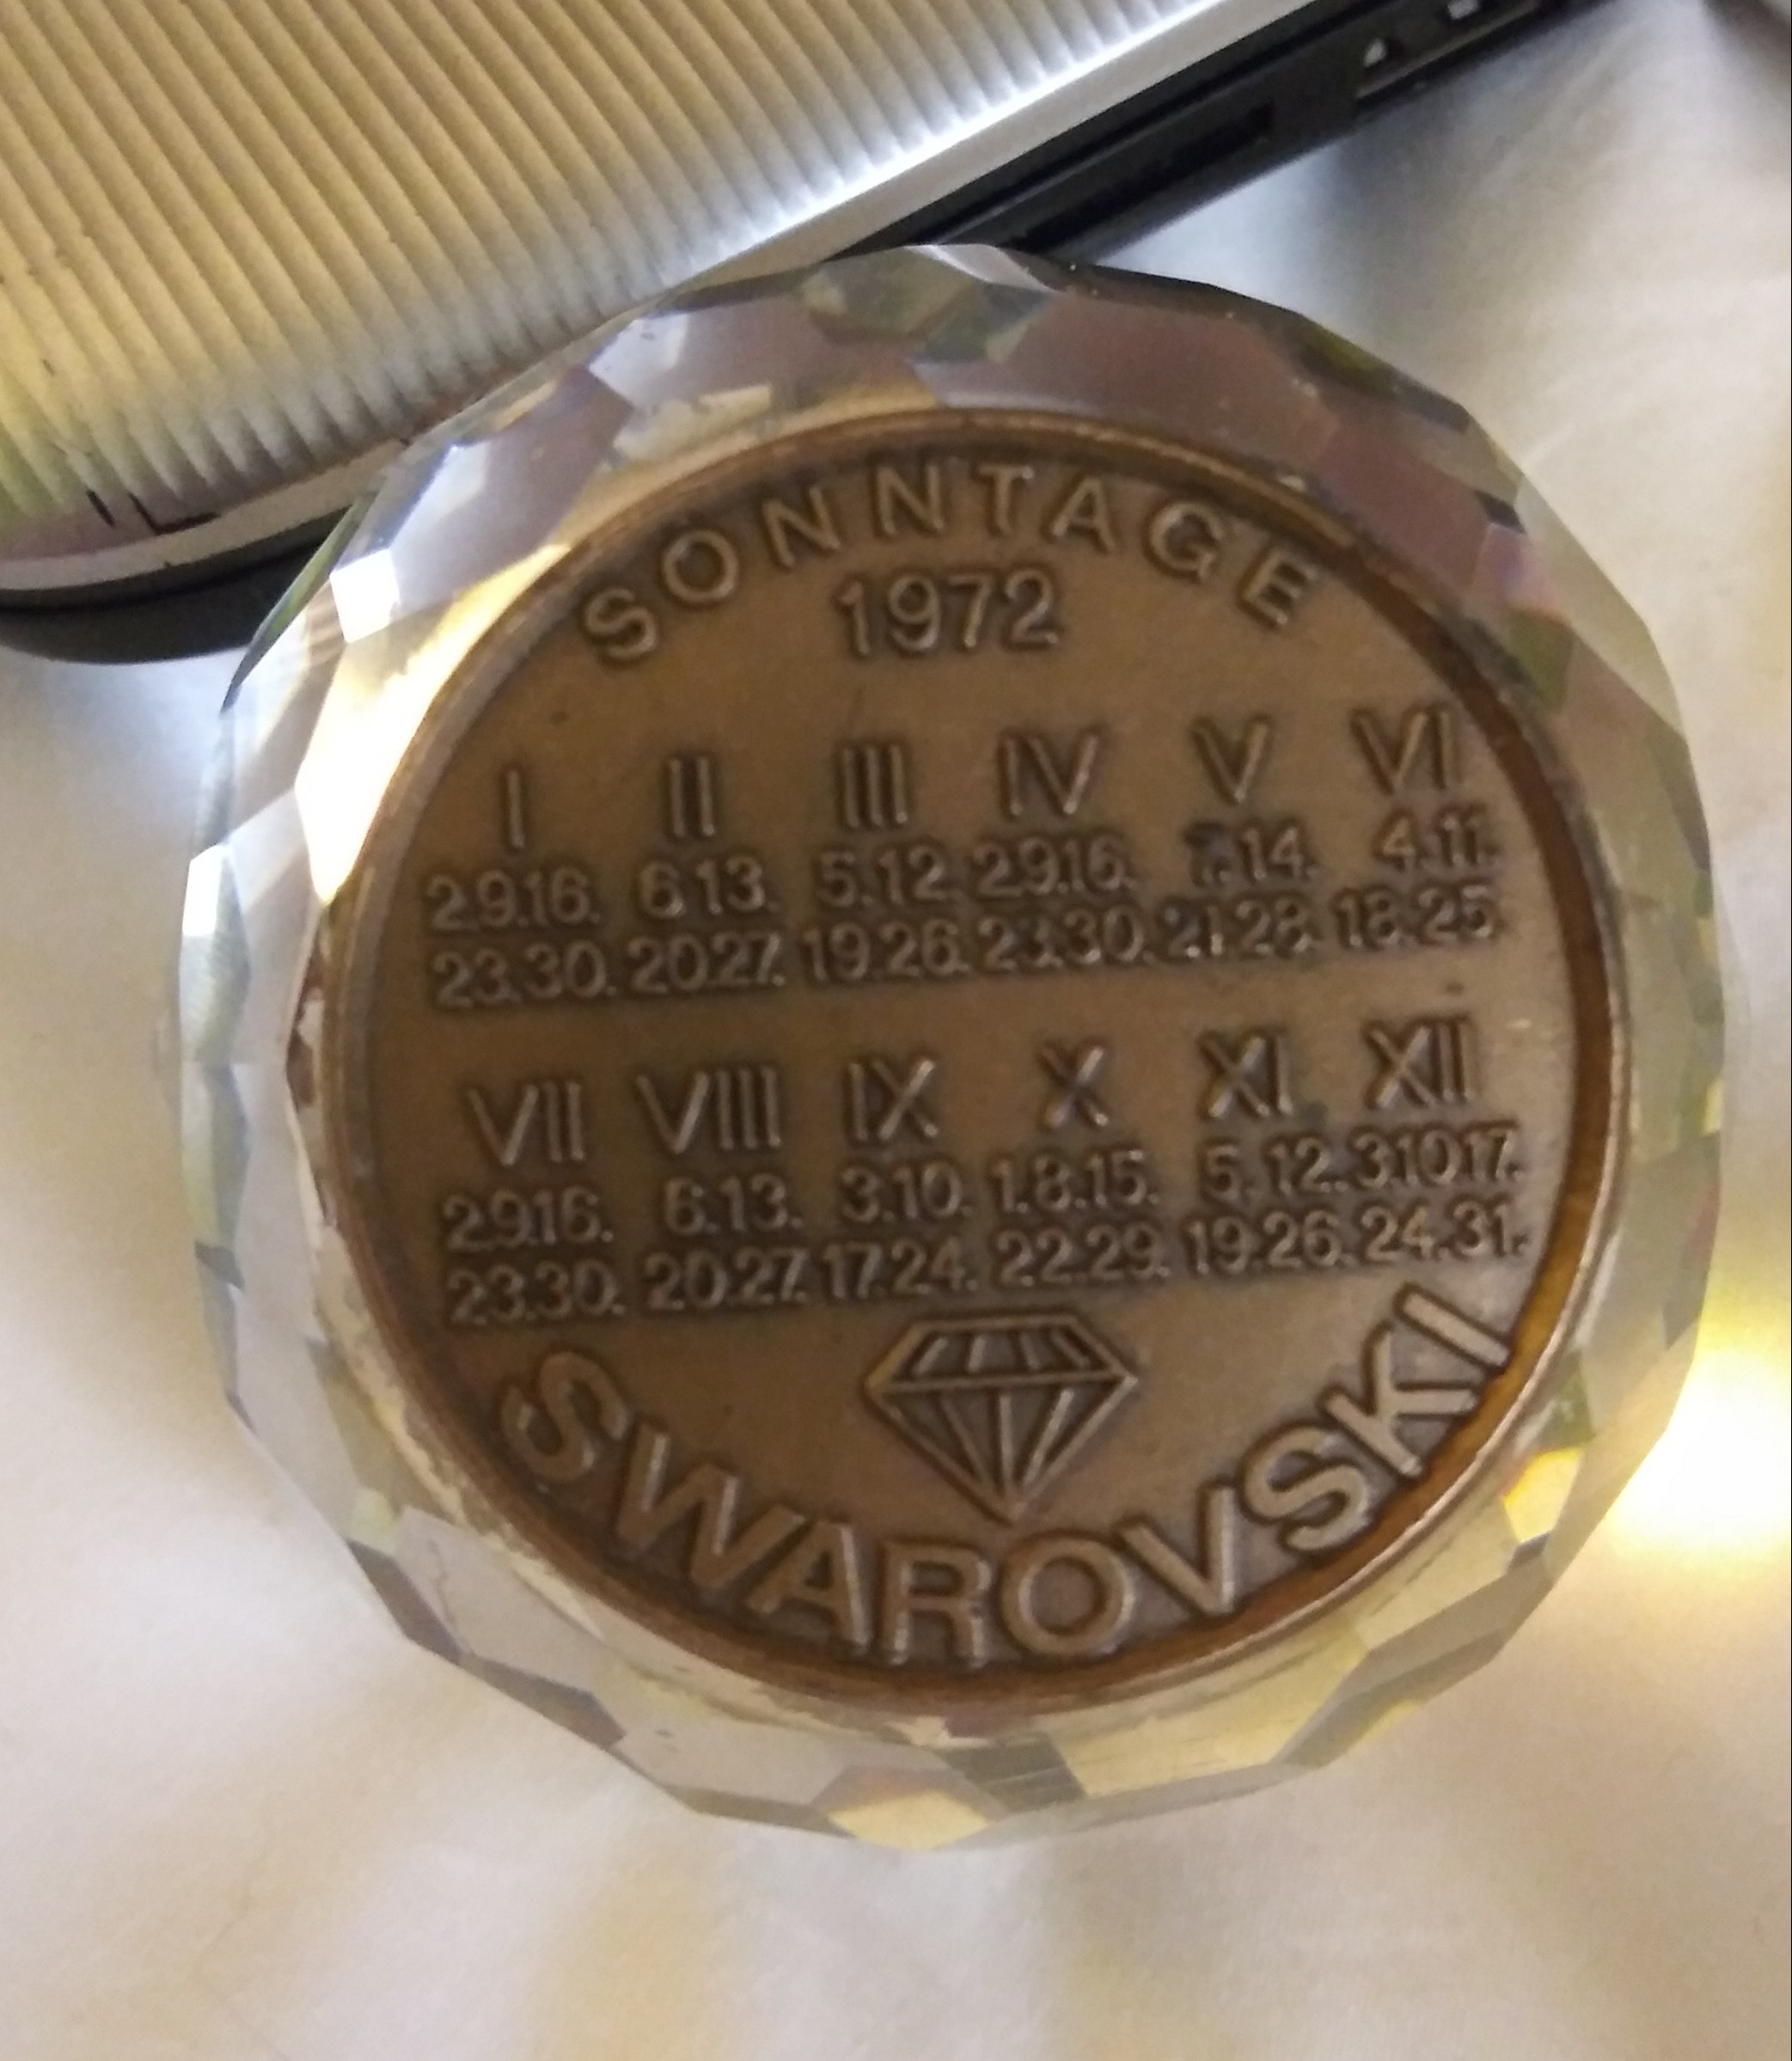 SONNTAGE
1972
I II III IV V VI
2.9.16. 6.13. 5.12. 2.9.16. 7.14. 4.11.
23.30. 20.27. 19.26. 23.30. 21.28. 18.25.
VII VIII IX X XI XII
2.9.16. 6.13. 3.10. 1.8.15. 5.12. 3.10.17.
23.30. 20.27. 17.24. 22.29. 19.26. 24.31.
SWAROVSKI